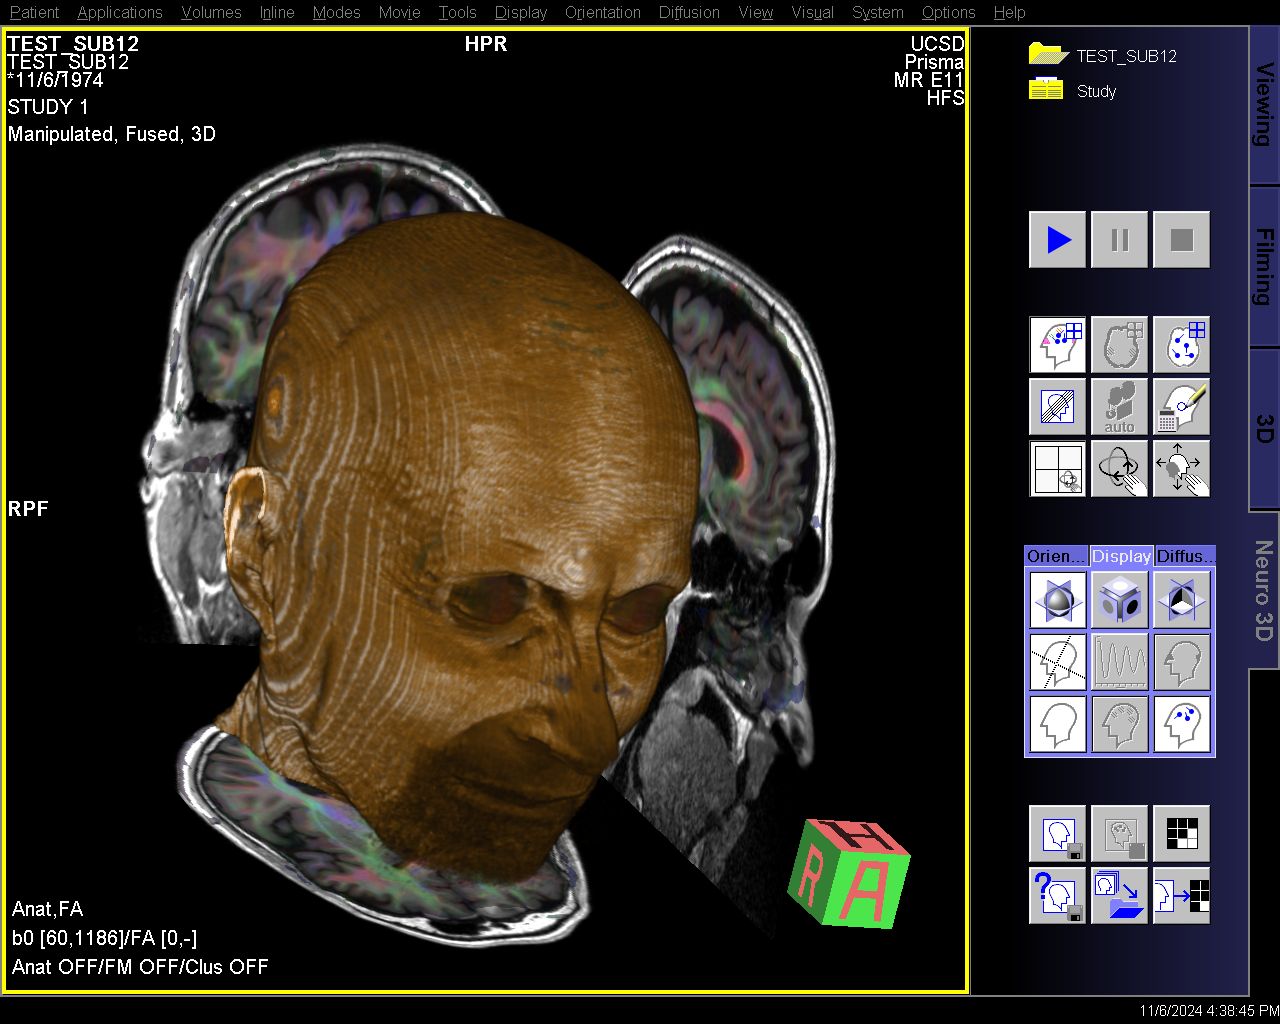 Patient Applications Volumes Inline Modes Movie Tools Display Orientation Diffusion View Visual System Options Help
TEST_SUB12
TEST_SUB12
*11/6/1974
STUDY 1
Manipulated, Fused, 3D
HPR
UCSD
Prisma
MR E11
HFS
RPF
Anat,FA
b0 [60,1186]/FA [0,-]
Anat OFF/FM OFF/Clus OFF
H
R A
TEST_SUB12
Study
auto
Orien... Display Diffus...
?
Viewing
Filming
3D
Neuro 3D
11/6/2024 4:38:45 PM